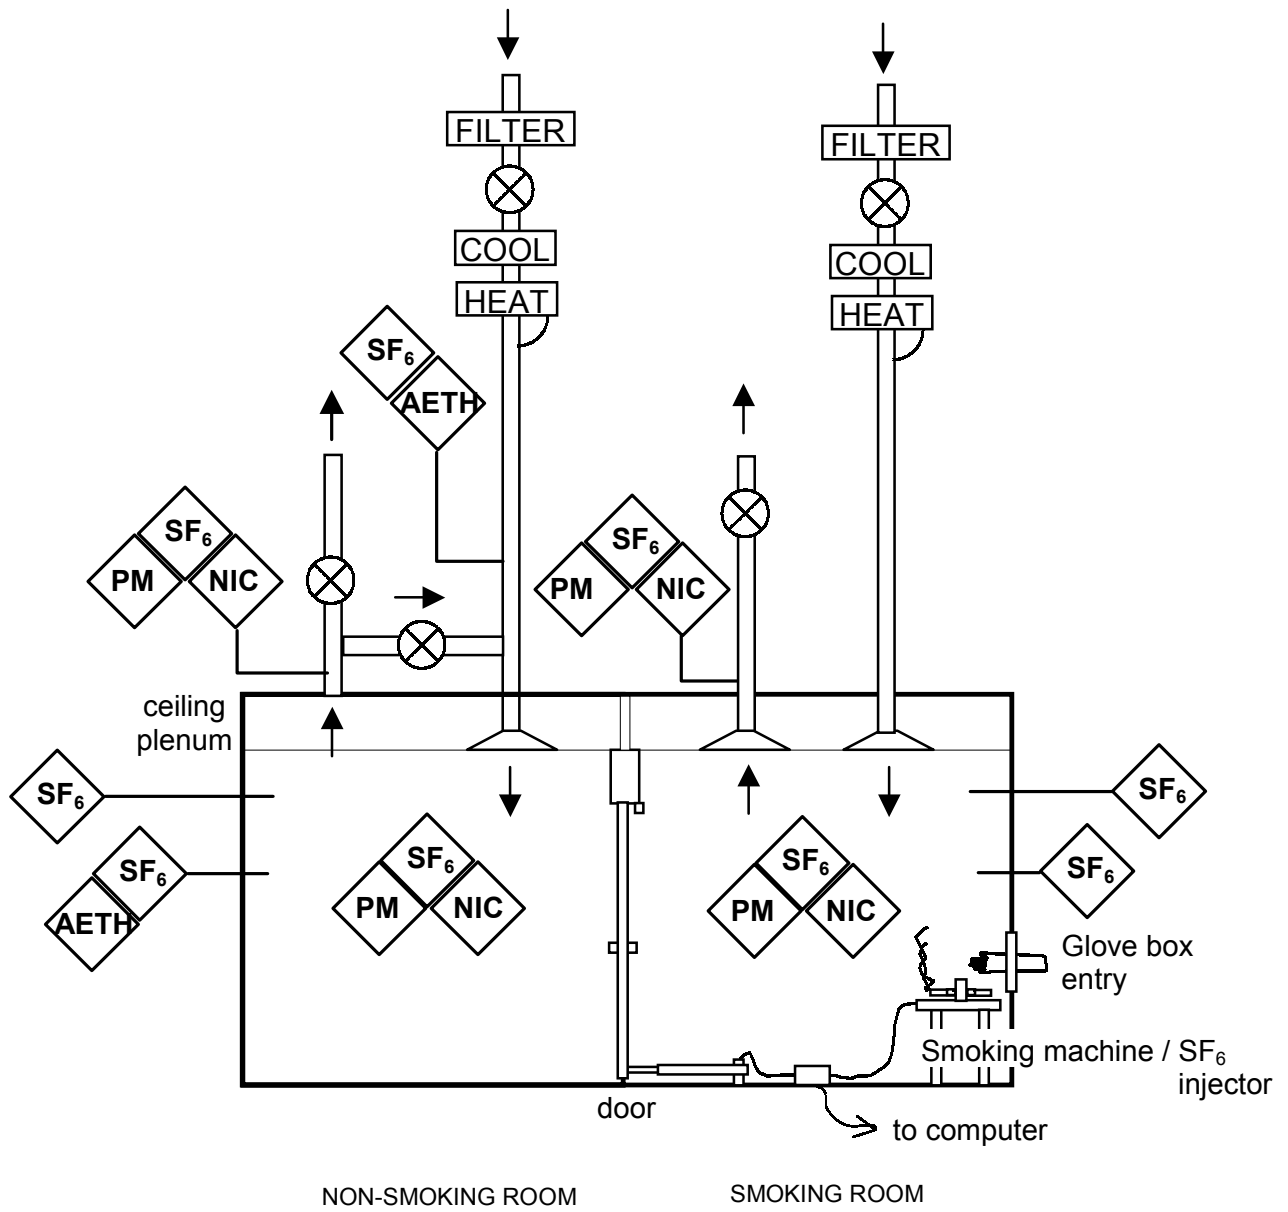 FILTER
FILTER
COOL
COOL
HEAT
HEAT
SF₆
AETH
SF₆
PM
NIC
SF₆
PM
NIC
ceiling
plenum
SF₆
SF₆
SF₆
AETH
SF₆
PM
NIC
SF₆
PM
NIC
SF₆
Glove box
entry
Smoking machine / SF₆
injector
door
to computer
NON-SMOKING ROOM
SMOKING ROOM